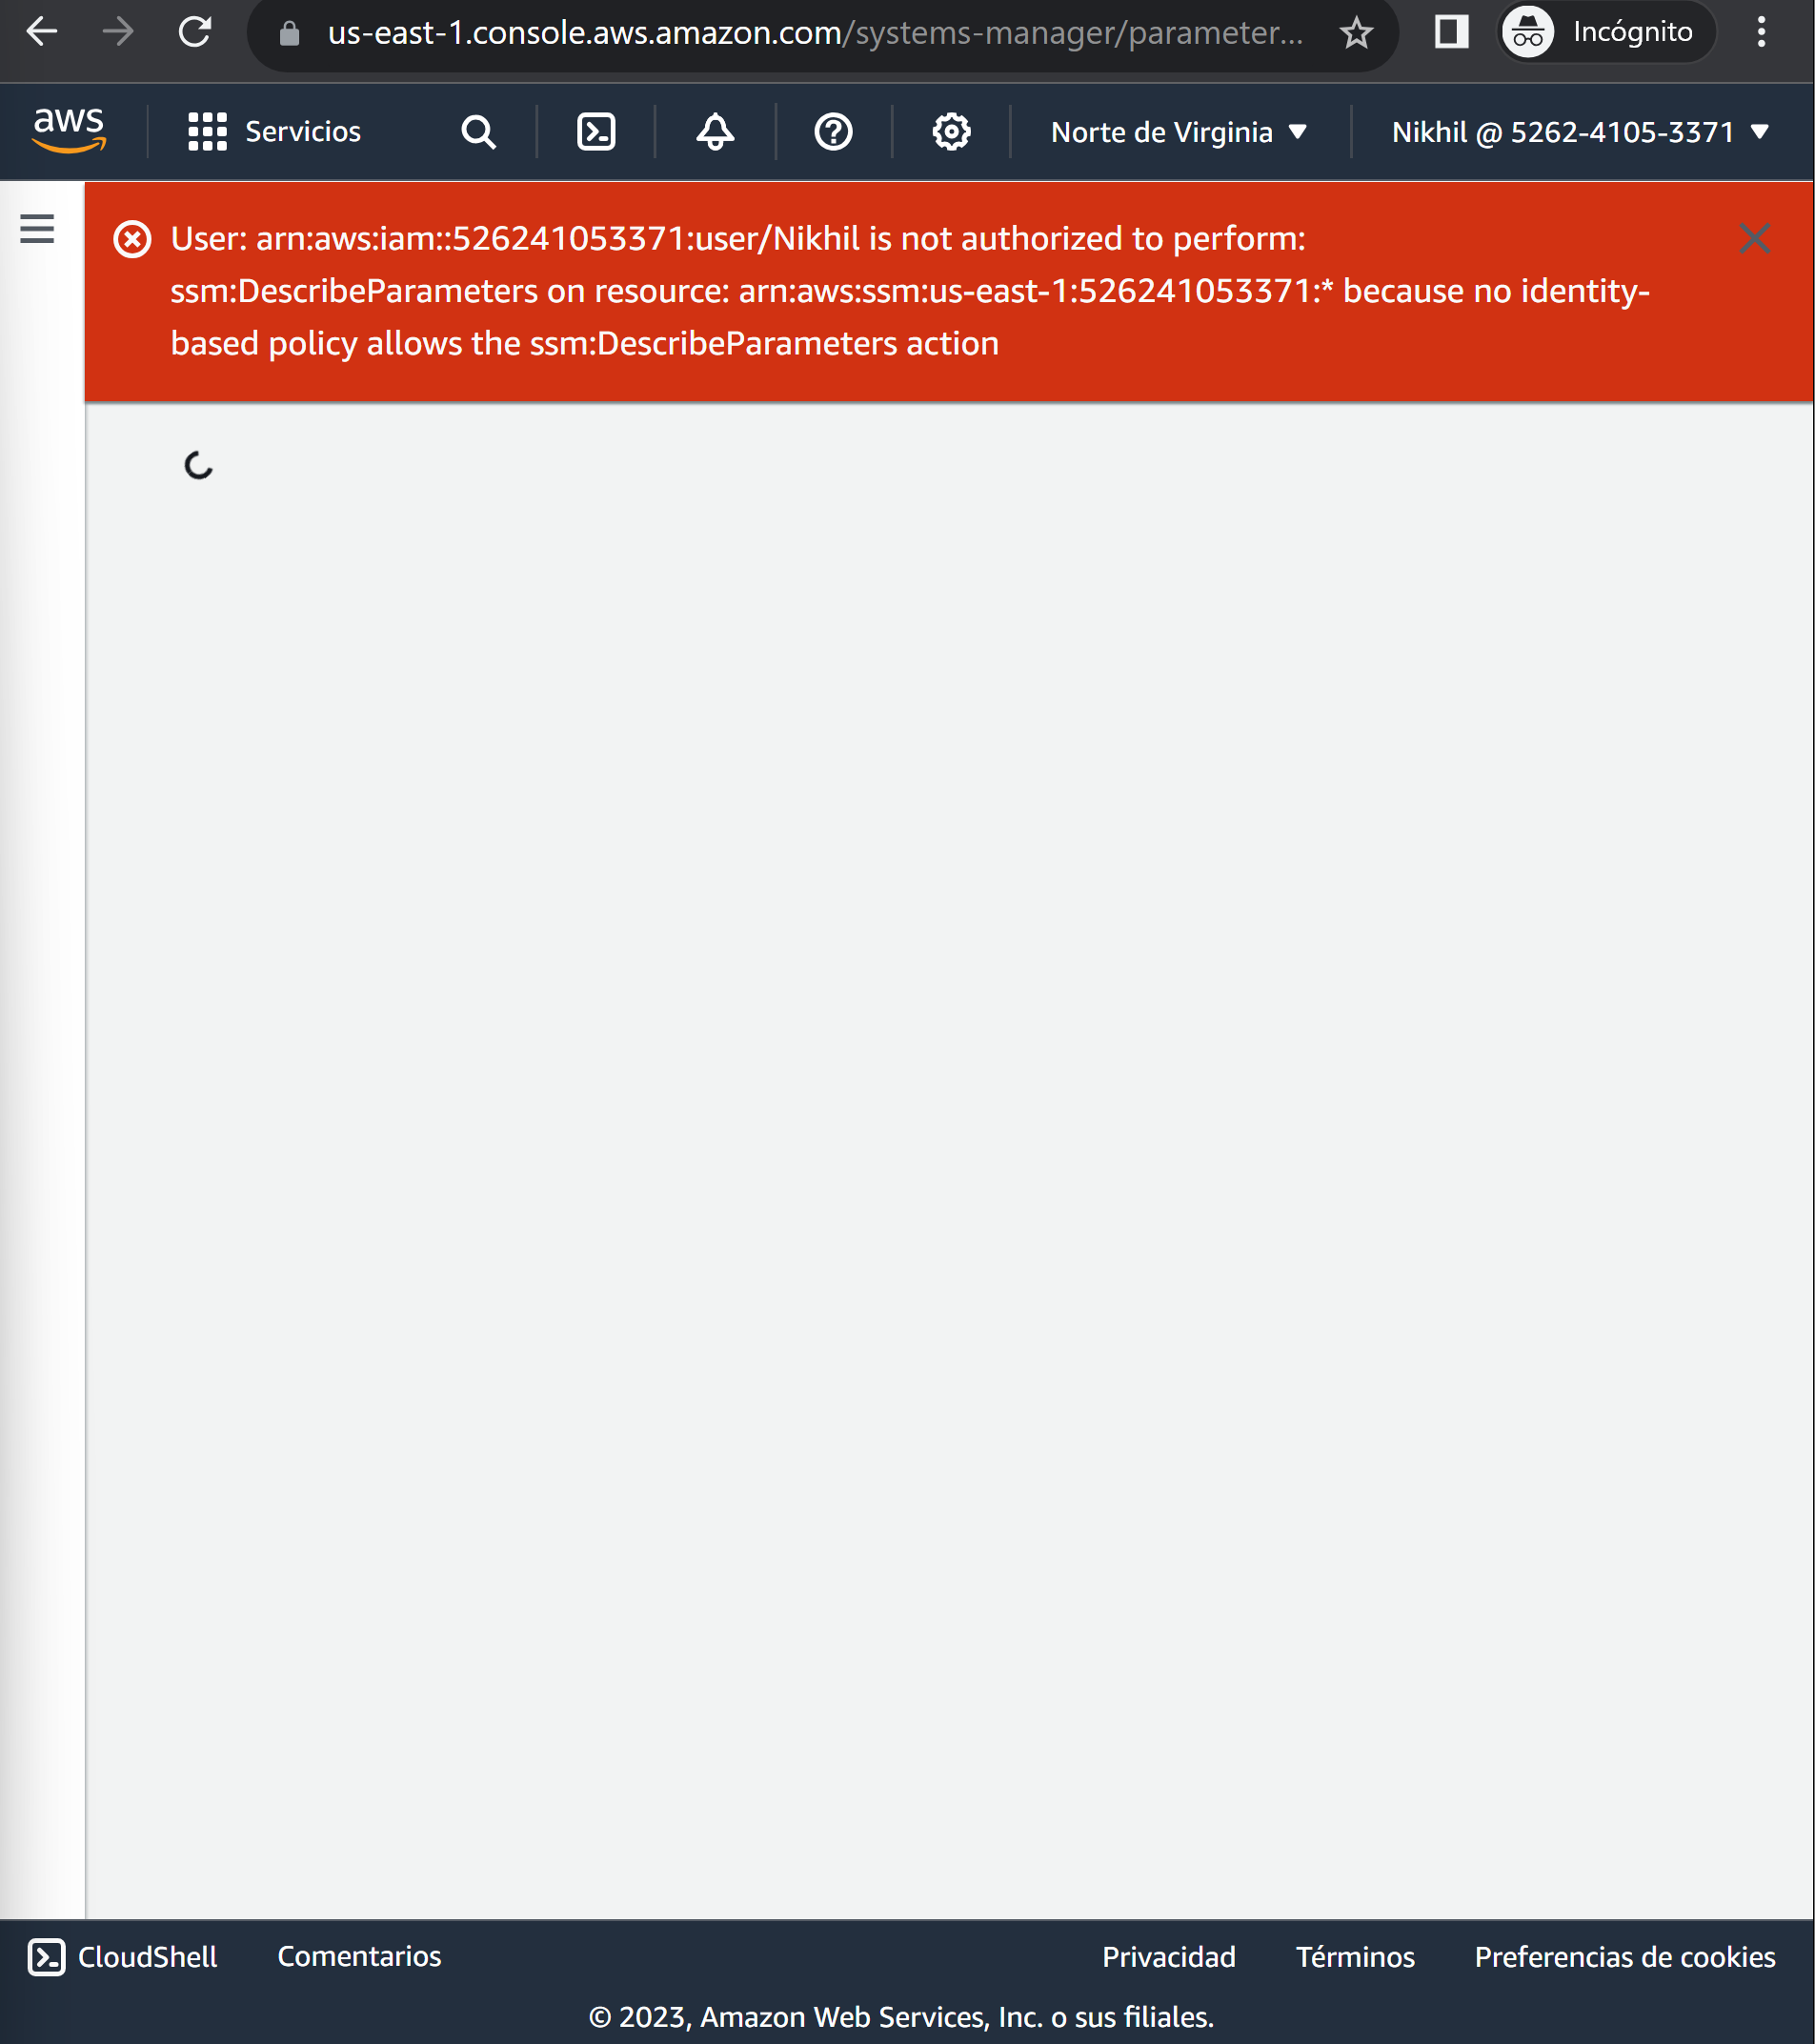 us-east-1.console.aws.amazon.com/systems-manager/parameter...
Incógnito
aws
Servicios
Norte de Virginia
Nikhil @ 5262-4105-3371
User: arn:aws:iam::526241053371:user/Nikhil is not authorized to perform:
ssm:DescribeParameters on resource: arn:aws:ssm:us-east-1:526241053371:* because no identity-
based policy allows the ssm:DescribeParameters action
CloudShell
Comentarios
Privacidad
Términos
Preferencias de cookies
© 2023, Amazon Web Services, Inc. o sus filiales.